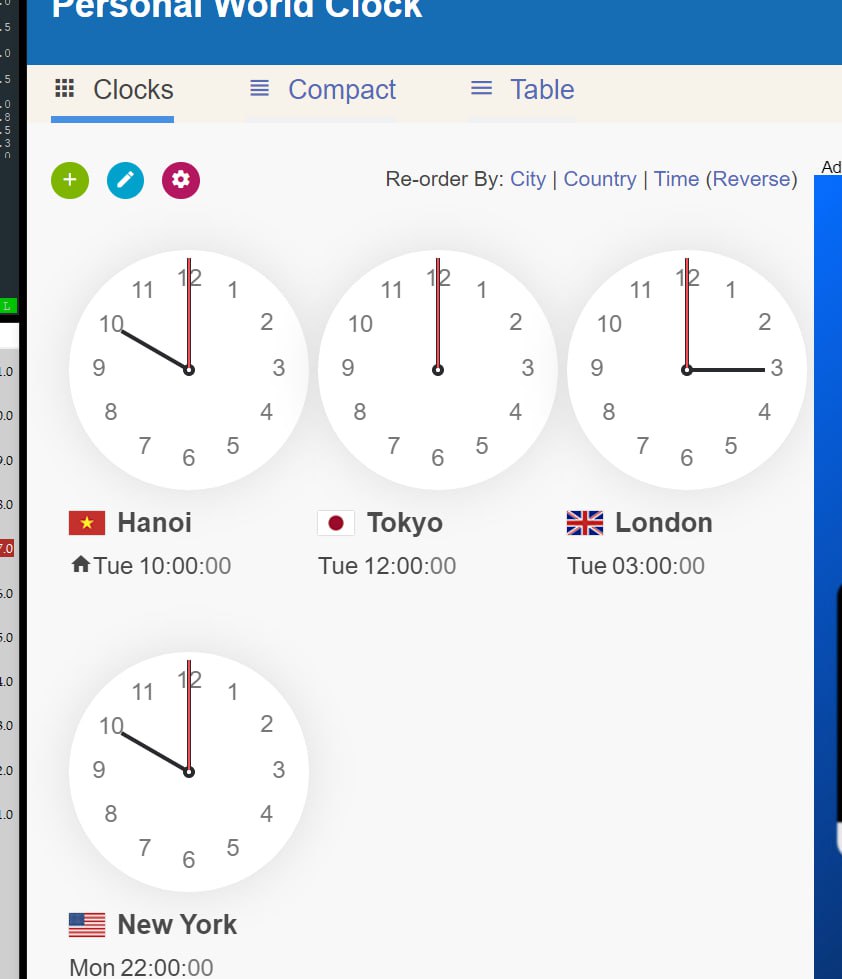 Personal World Clock
Clocks Compact Table
Re-order By: City | Country | Time (Reverse)
Ad
12 1 2 3 4 5 6 7 8 9 10 11
12 1 2 3 4 5 6 7 8 9 10 11
12 1 2 3 4 5 6 7 8 9 10 11
Hanoi
Tue 10:00:00
Tokyo
Tue 12:00:00
London
Tue 03:00:00
12 1 2 3 4 5 6 7 8 9 10 11
New York
Mon 22:00:00
L